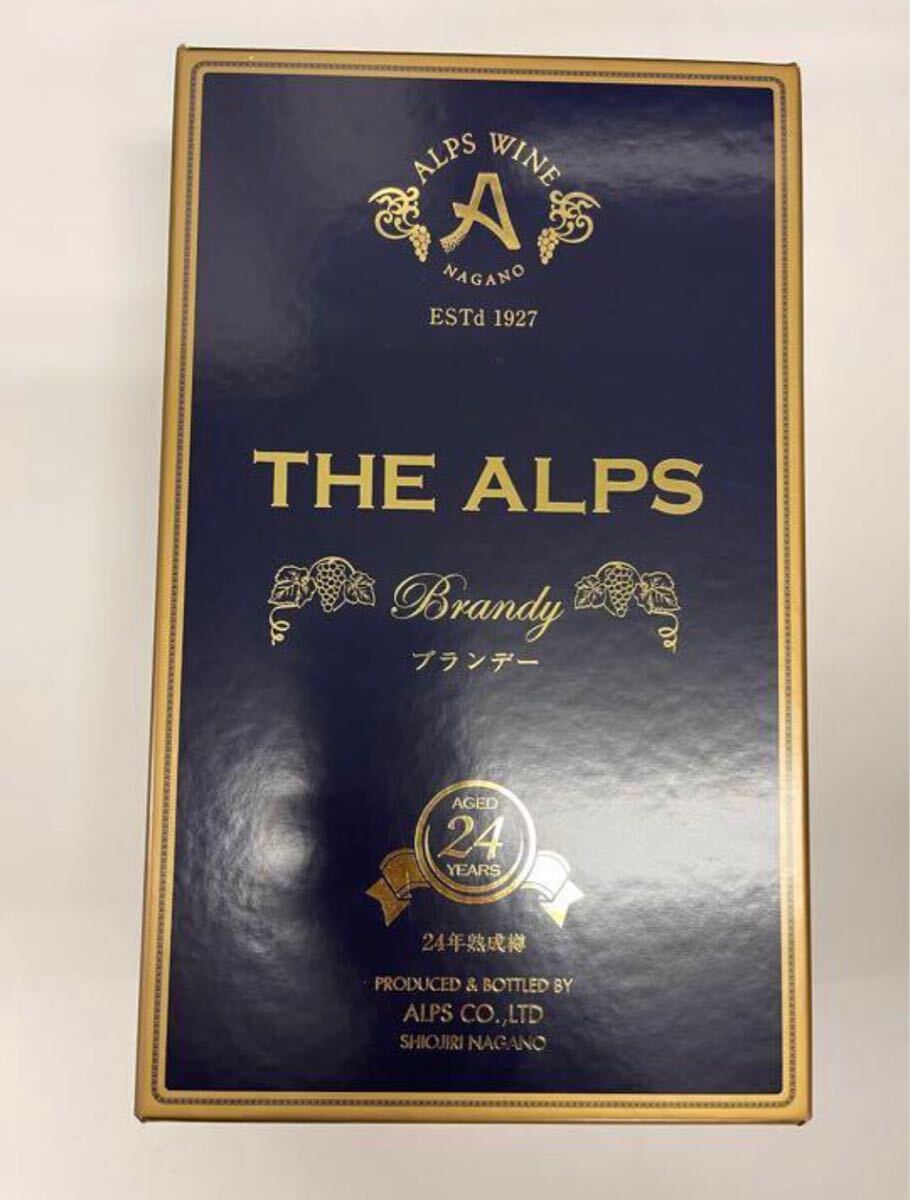 ALPS WINE
A
NAGANO
ESTd 1927
THE ALPS
Brandy
ブランデー
AGED
24
YEARS
24年熟成樽
PRODUCED & BOTTLED BY
ALPS CO.,LTD
SHIOJIRI NAGANO